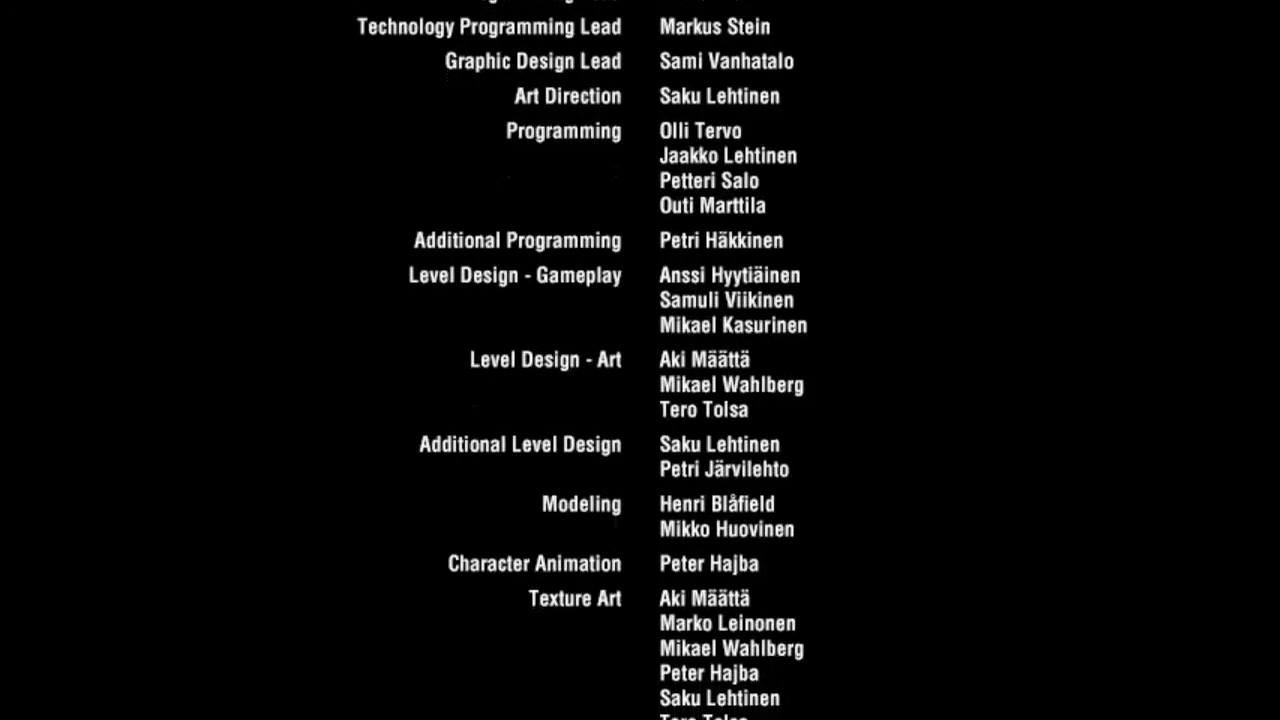 Technology Programming Lead Markus Stein
Graphic Design Lead Sami Vanhatalo
Art Direction Saku Lehtinen
Programming Olli Tervo
Jaakko Lehtinen
Petteri Salo
Outi Marttila
Additional Programming Petri Häkkinen
Level Design - Gameplay Anssi Hyytiäinen
Samuli Viikinen
Mikael Kasurinen
Level Design - Art Aki Määttä
Mikael Wahlberg
Tero Tolsa
Additional Level Design Saku Lehtinen
Petri Järvilehto
Modeling Henri Blåfield
Mikko Huovinen
Character Animation Peter Hajba
Texture Art Aki Määttä
Marko Leinonen
Mikael Wahlberg
Peter Hajba
Saku Lehtinen
Tero Tolsa